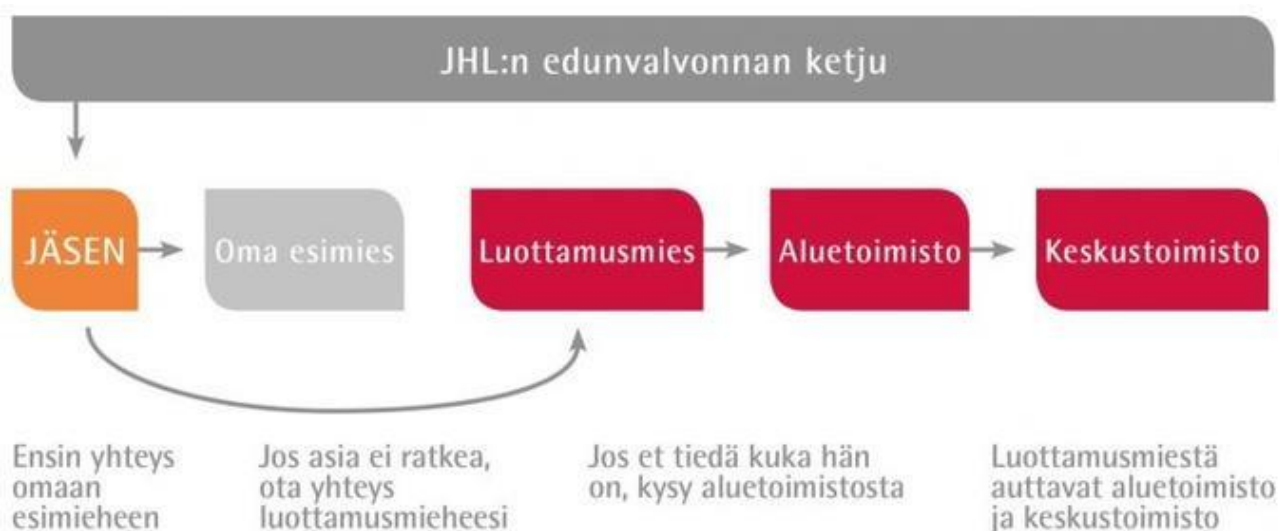 JHL:n edunvalvonnan ketju
JÄSEN
Oma esimies
Luottamusmies
Aluetoimisto
Keskustoimisto
Ensin yhteys
omaan
esimieheen
Jos asia ei ratkea,
ota yhteys
luottamusmieheesi
Jos et tiedä kuka hän
on, kysy aluetoimistosta
Luottamusmiestä
auttavat aluetoimisto
ja keskustoimisto